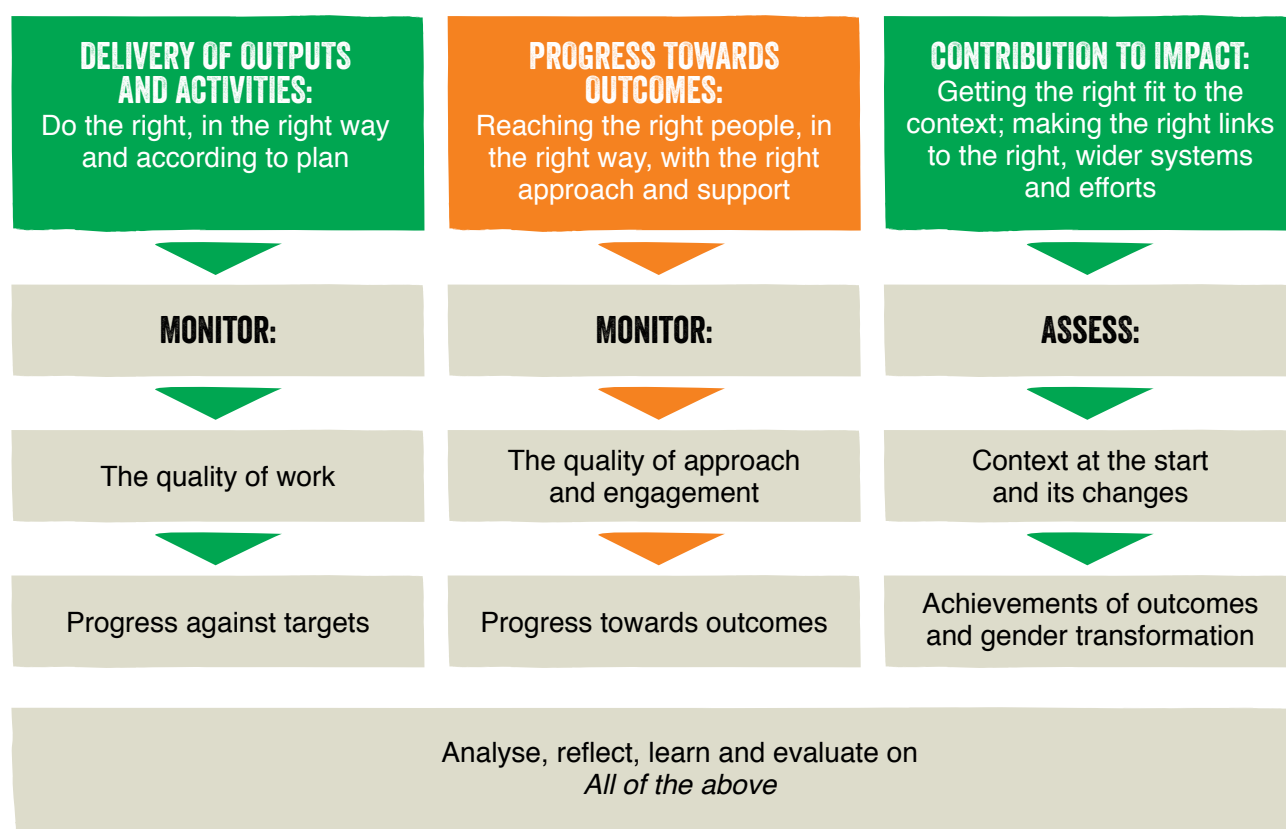 DELIVERY OF OUTPUTS
AND ACTIVITIES:
Do the right, in the right way
and according to plan
MONITOR:
The quality of work
Progress against targets
PROGRESS TOWARDS
OUTCOMES:
Reaching the right people, in
the right way, with the right
approach and support
MONITOR:
The quality of approach
and engagement
Progress towards outcomes
CONTRIBUTION TO IMPACT:
Getting the right fit to the
context; making the right links
to the right, wider systems
and efforts
ASSESS:
Context at the start
and its changes
Achievements of outcomes
and gender transformation
Analyse, reflect, learn and evaluate on
All of the above